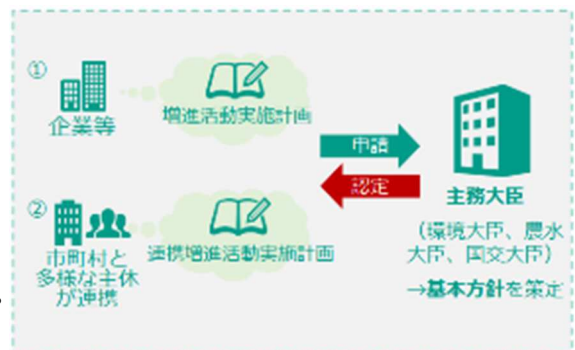 ①
企業等
増進活動実施計画
②
市町村と
多様な主体
が連携
連携増進活動実施計画
申請
認定
主務大臣
（環境大臣、農水
大臣、国交大臣）
→基本方針を策定